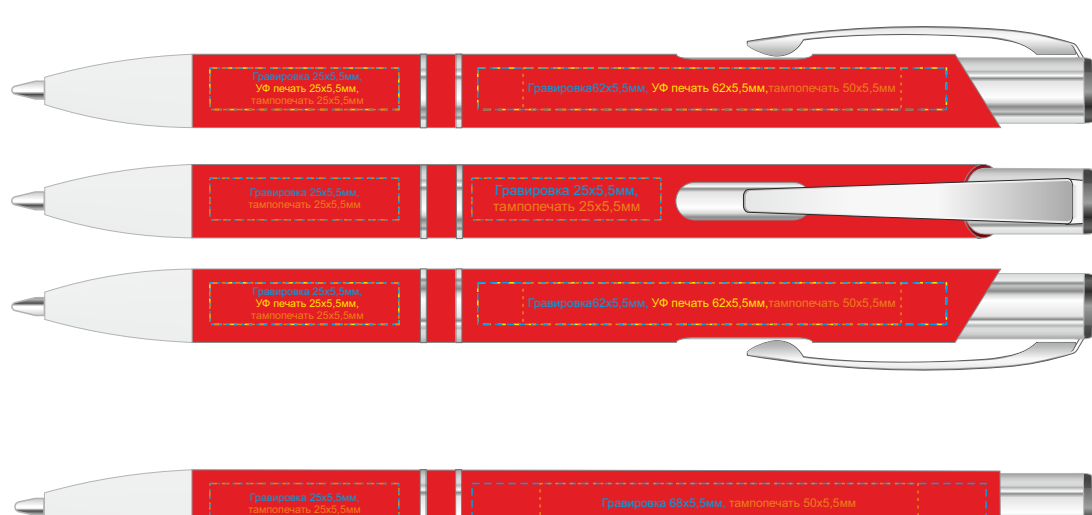 Гравировка 25х5,5мм,
УФ печать 25х5,5мм,
тампопечать 25х5,5мм
Гравировка62х5,5мм, УФ печать 62х5,5мм,тампопечать 50х5,5мм
Гравировка 25х5,5мм,
тампопечать 25х5,5мм
Гравировка 25х5,5мм,
тампопечать 25х5,5мм
Гравировка 25х5,5мм,
УФ печать 25х5,5мм,
тампопечать 25х5,5мм
Гравировка62х5,5мм, УФ печать 62х5,5мм,тампопечать 50х5,5мм
Гравировка 25х5,5мм,
тампопечать 25х5,5мм
Гравировка 68х5,5мм, тампопечать 50х5,5мм